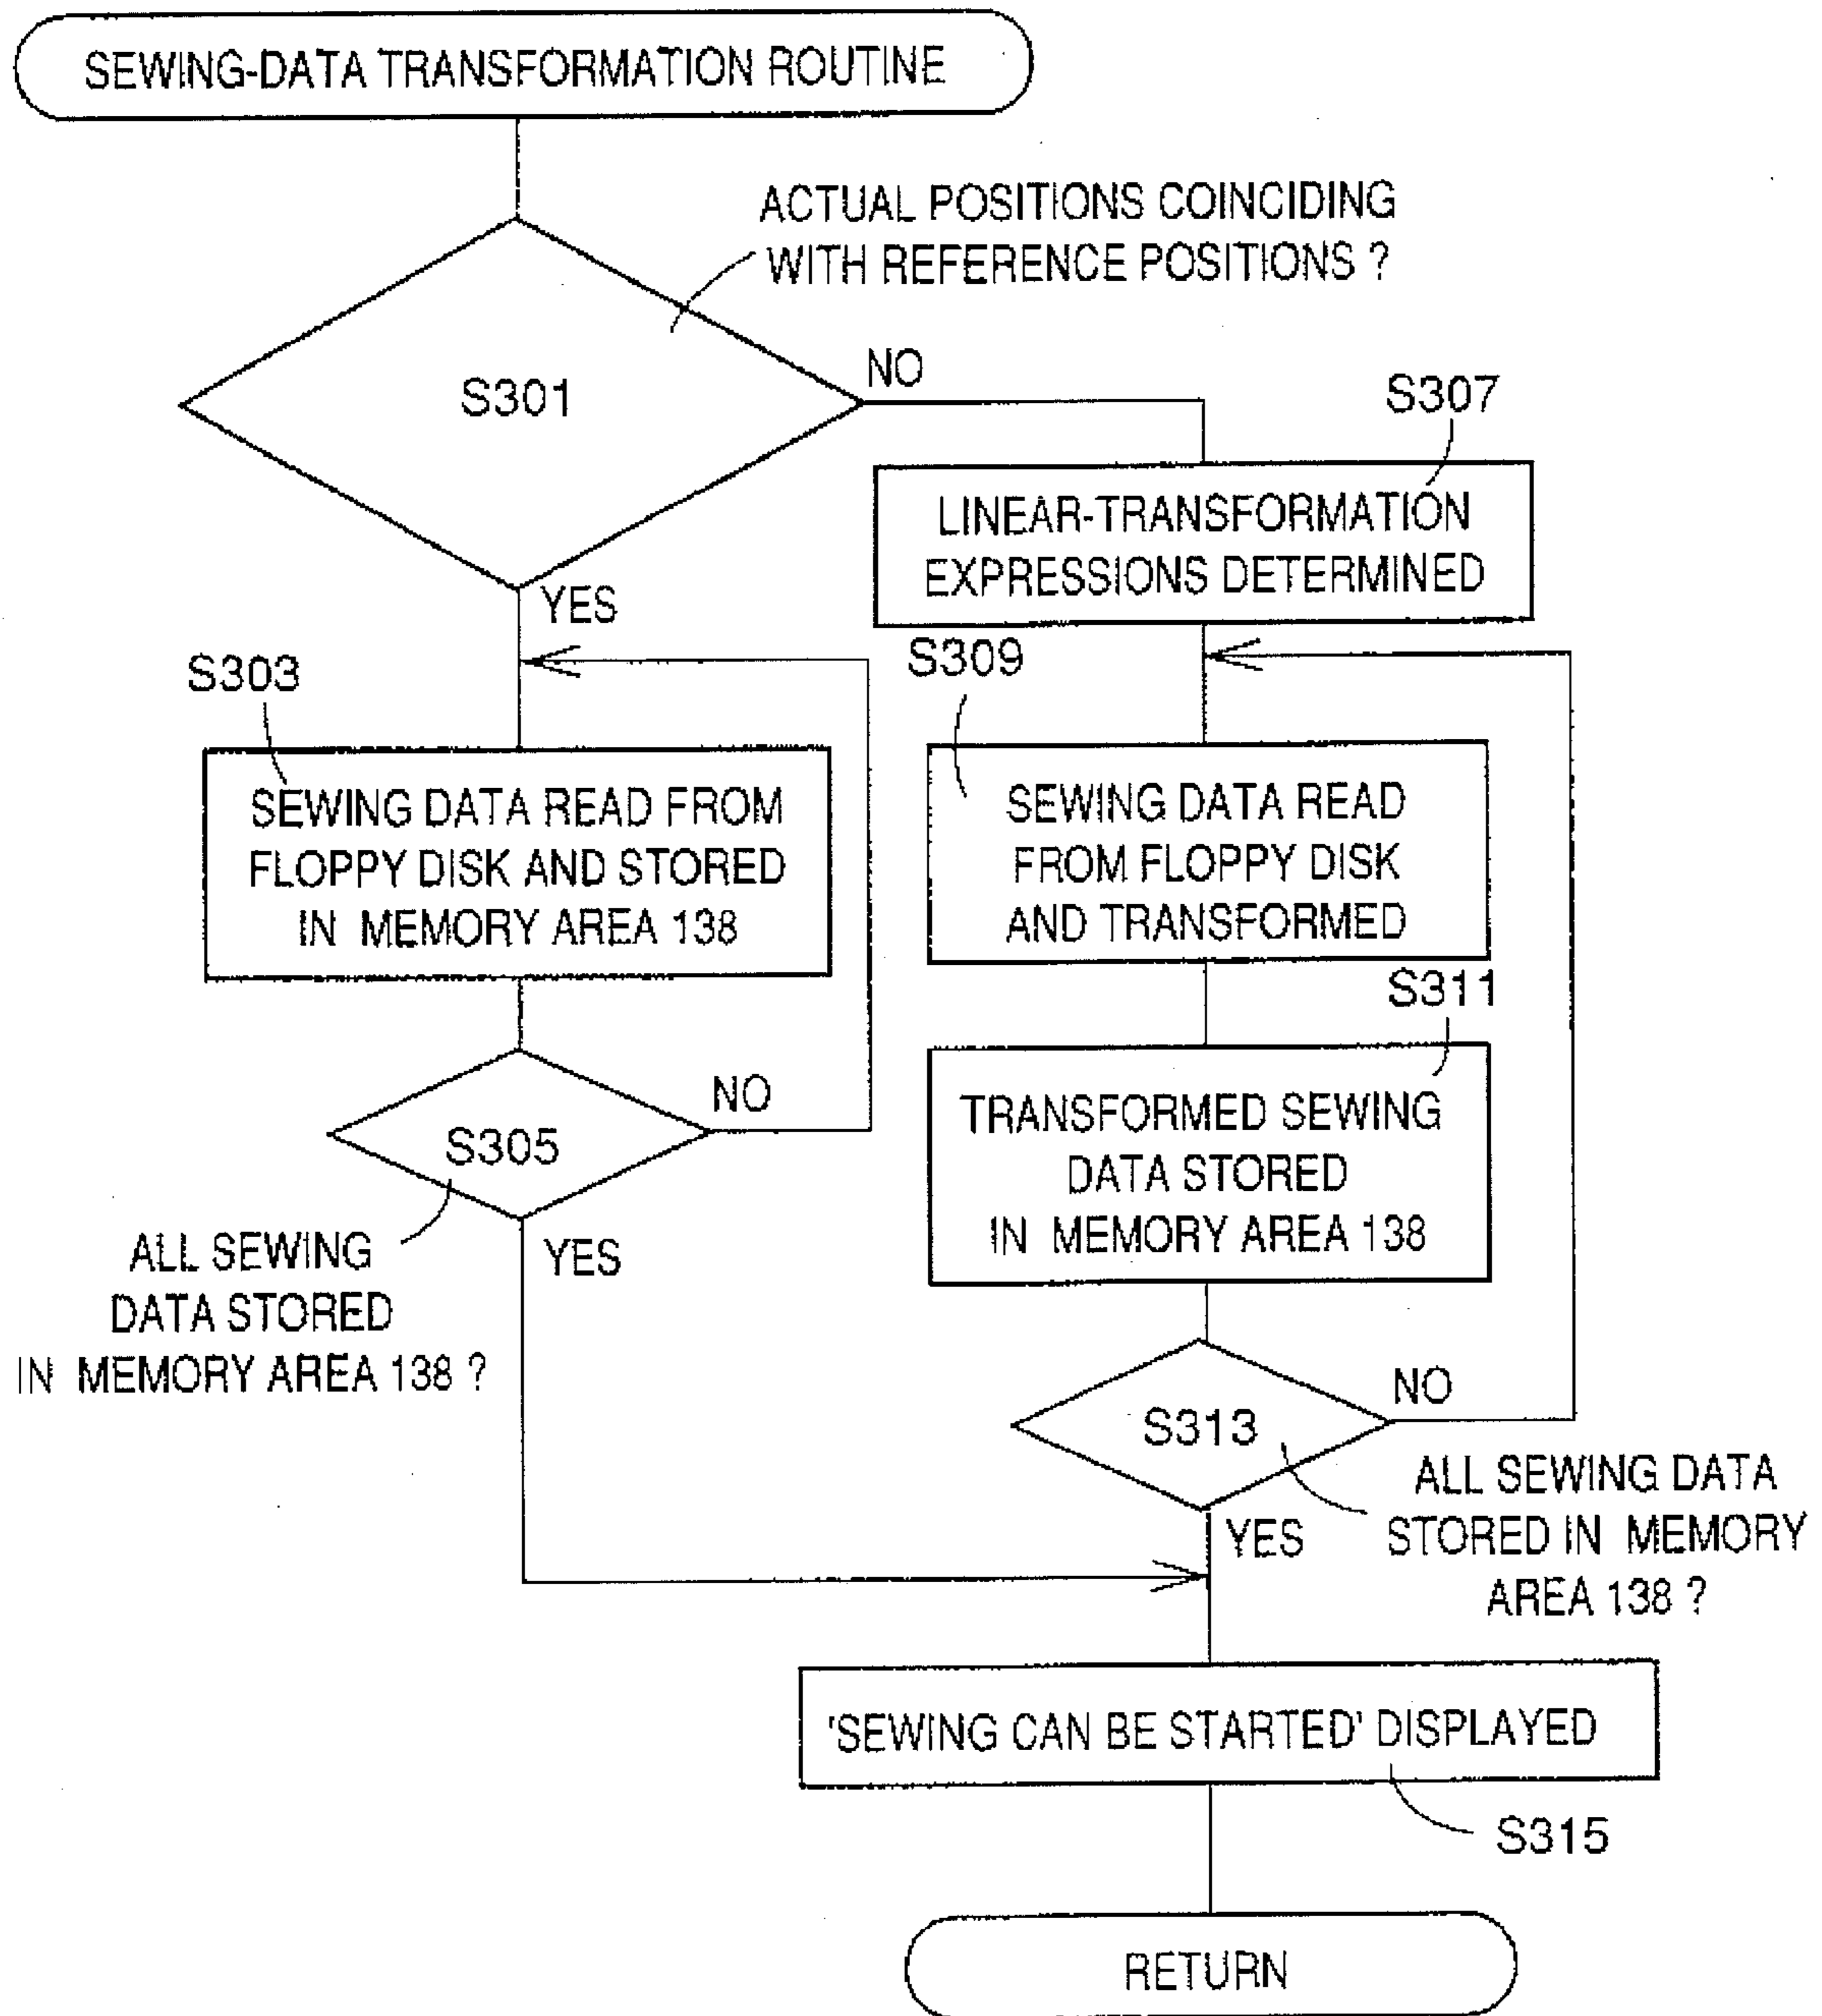 SEWING-DATA TRANSFORMATION ROUTINE
ACTUAL POSITIONS COINCIDING
WITH REFERENCE POSITIONS ?
S301
NO
YES
S307
LINEAR-TRANSFORMATION
EXPRESSIONS DETERMINED
S303
SEWING DATA READ FROM
FLOPPY DISK AND STORED
IN MEMORY AREA 138
S309
SEWING DATA READ
FROM FLOPPY DISK
AND TRANSFORMED
S305
NO
YES
ALL SEWING
DATA STORED
IN MEMORY AREA 138 ?
S311
TRANSFORMED SEWING
DATA STORED
IN MEMORY AREA 138
S313
NO
YES
ALL SEWING DATA
STORED IN MEMORY
AREA 138 ?
'SEWING CAN BE STARTED' DISPLAYED
S315
RETURN